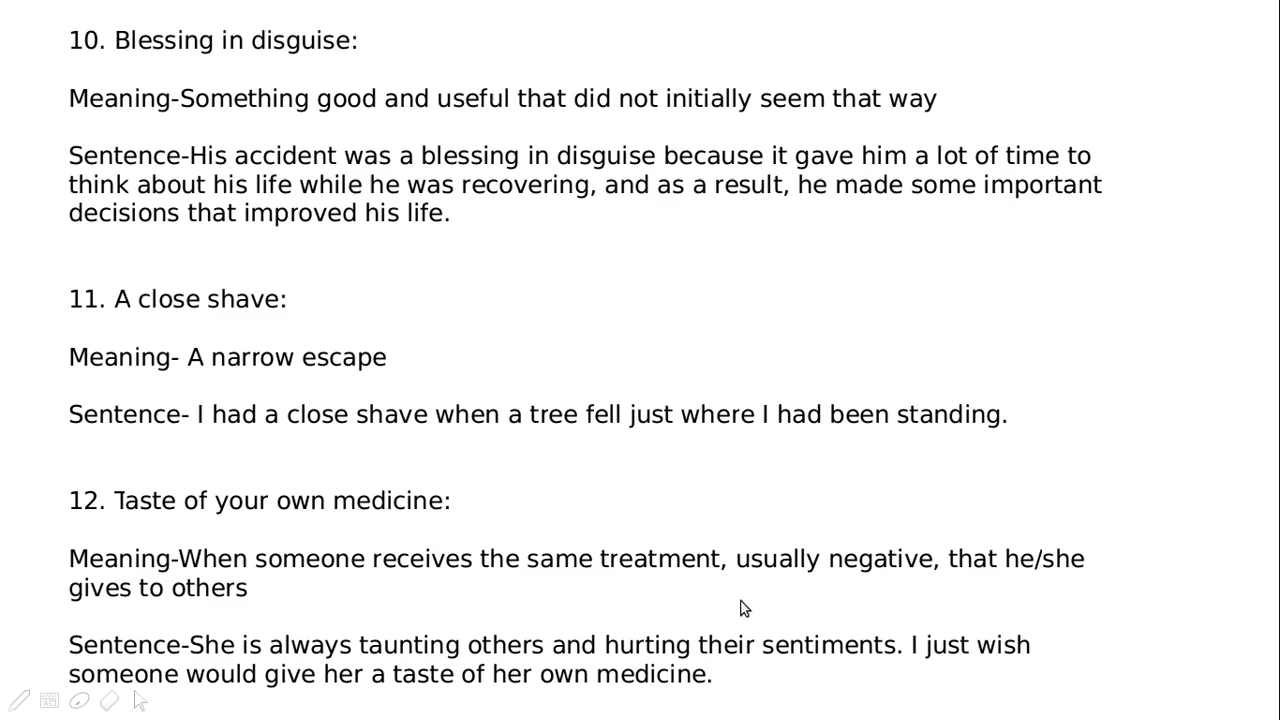 10. Blessing in disguise:
Meaning-Something good and useful that did not initially seem that way
Sentence-His accident was a blessing in disguise because it gave him a lot of time to
think about his life while he was recovering, and as a result, he made some important
decisions that improved his life.
11. A close shave:
Meaning- A narrow escape
Sentence- I had a close shave when a tree fell just where I had been standing.
12. Taste of your own medicine:
Meaning-When someone receives the same treatment, usually negative, that he/she
gives to others
Sentence-She is always taunting others and hurting their sentiments. I just wish
someone would give her a taste of her own medicine.